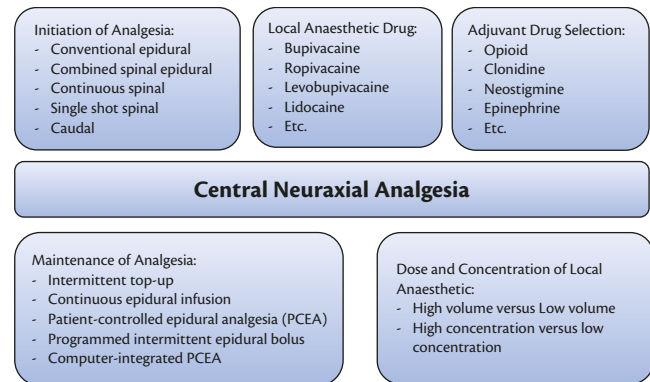 Initiation of Analgesia:
- Conventional epidural
- Combined spinal epidural
- Continuous spinal
- Single shot spinal
- Caudal
Local Anaesthetic Drug:
- Bupivacaine
- Ropivacaine
- Levobupivacaine
- Lidocaine
- Etc.
Adjuvant Drug Selection:
- Opioid
- Clonidine
- Neostigmine
- Epinephrine
- Etc.
Central Neuraxial Analgesia
Maintenance of Analgesia:
- Intermittent top-up
- Continuous epidural infusion
- Patient-controlled epidural analgesia (PCEA)
- Programmed intermittent epidural bolus
- Computer-integrated PCEA
Dose and Concentration of Local
Anaesthetic:
- High volume versus Low volume
- High concentration versus low
concentration